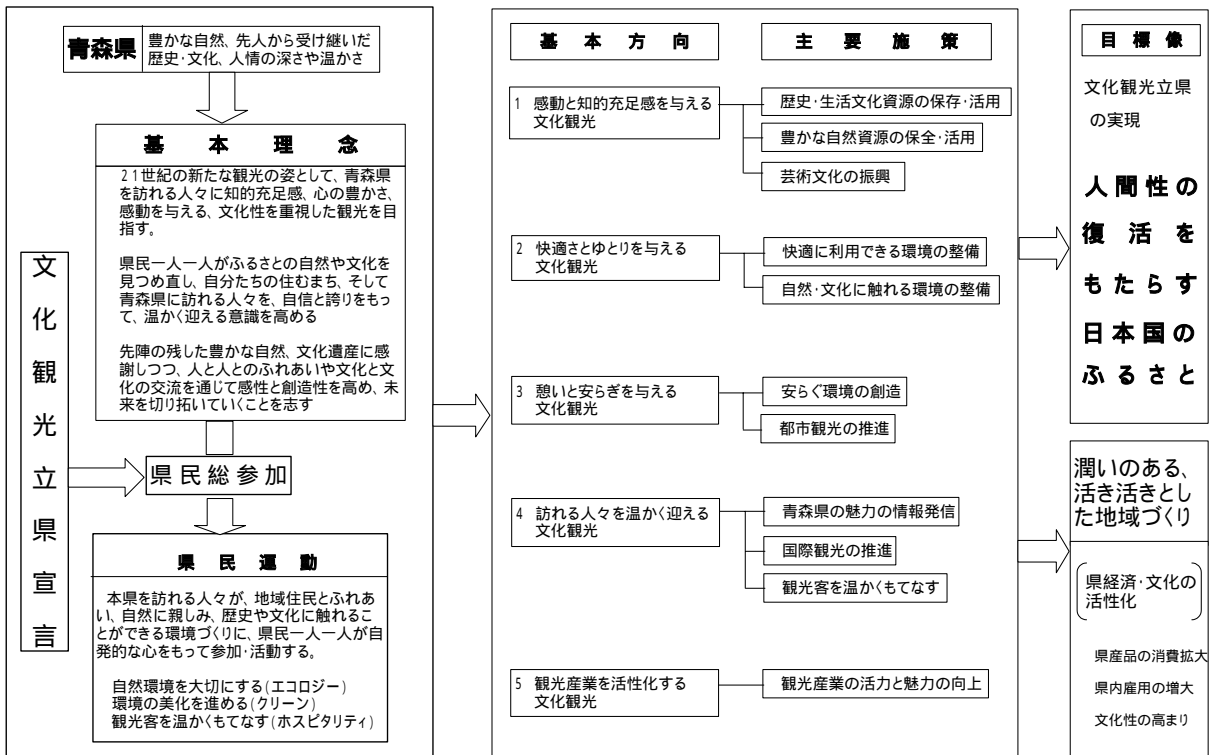 青森県
豊かな自然、先人から受け継いだ
歴史・文化、人情の深さや温かさ
基本理念
21世紀の新たな観光の姿として、青森県
を訪れる人々に知的充足感、心の豊かさ、
感動を与える、文化性を重視した観光を目
指す。
県民一人一人がふるさとの自然や文化を
見つめ直し、自分たちの住むまち、そして
青森県に訪れる人々を、自信と誇りをもっ
て、温かく迎える意識を高める
先陣の残した豊かな自然、文化遺産に感
謝しつつ、人と人とのふれあいや文化と文
化の交流を通じて感性と創造性を高め、未
来を切り拓いていくことを志す
文化観光立県宣言
県民総参加
県民運動
本県を訪れる人々が、地域住民とふれあ
い、自然に親しみ、歴史や文化に触れるこ
とができる環境づくりに、県民一人一人が自
発的な心をもって参加・活動する。
自然環境を大切にする(エコロジー)
環境の美化を進める(クリーン)
観光客を温かくもてなす(ホスピタリティ)
基本方向
主要施策
1 感動と知的充足感を与える
文化観光
歴史・生活文化資源の保存・活用
豊かな自然資源の保全・活用
芸術文化の振興
2 快適さとゆとりを与える
文化観光
快適に利用できる環境の整備
自然・文化に触れる環境の整備
3 憩いと安らぎを与える
文化観光
安らぐ環境の創造
都市観光の推進
4 訪れる人々を温かく迎える
文化観光
青森県の魅力の情報発信
国際観光の推進
観光客を温かくもてなす
5 観光産業を活性化する
文化観光
観光産業の活力と魅力の向上
目標像
文化観光立県
の実現
人間性の
復活を
もたらす
日本国の
ふるさと
潤いのある、
活き活きとし
た地域づくり
県経済・文化の
活性化
県産品の消費拡大
県内雇用の増大
文化性の高まり